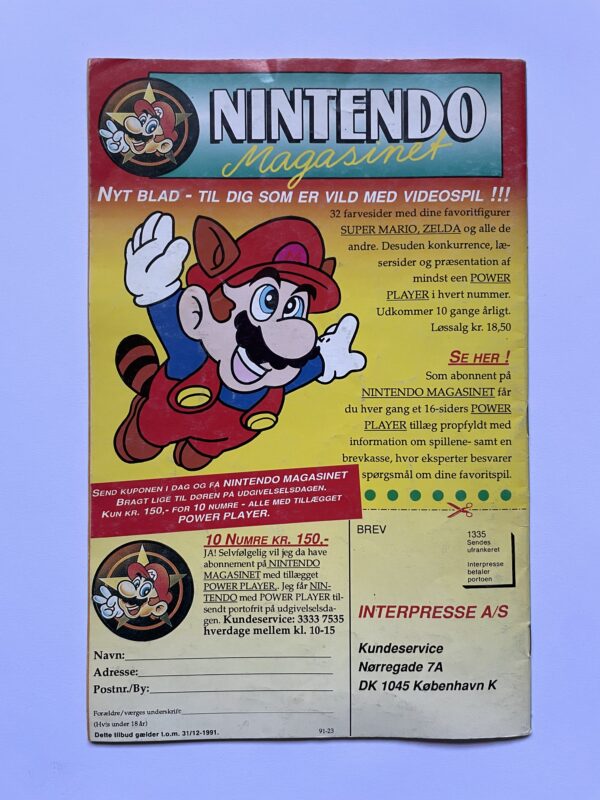 NINTENDO
Magasinet
NYT BLAD - TIL DIG SOM ER VILD MED VIDEOSPIL !!!
32 farvesider med dine favoritfigurer
SUPER MARIO, ZELDA og alle de
andre. Desuden konkurrence, læ-
sersider og præsentation af
mindst een POWER
PLAYER i hvert nummer.
Udkommer 10 gange årligt.
Løssalg kr. 18,50
SE HER !
Som abonnent på
NINTENDO MAGASINET får
du hver gang et 16-siders POWER
PLAYER tillæg propfyldt med
information om spillene- samt en
brevkasse, hvor eksperter besvarer
spørgsmål om dine favoritspil.
SEND KUPONEN I DAG OG FÅ NINTENDO MAGASINET
BRAGT LIGE TIL DØREN PÅ UDGIVELSESDAGEN.
KUN KR. 150,- FOR 10 NUMRE - ALLE MED TILLÆGGET
POWER PLAYER.
10 NUMRE KR. 150,-
JA! Selvfølgelig vil jeg da have
abonnement på NINTENDO
MAGASINET med tillægget
POWER PLAYER,. Jeg får NIN-
TENDO med POWER PLAYER til-
sendt portofrit på udgivelsesda-
gen. Kundeservice: 3333 7535
hverdage mellem kl. 10-15
Navn:
Adresse:
Postnr./By:
Forældre/værges underskrift:
(Hvis under 18 år)
Dette tilbud gælder t.o.m. 31/12-1991.
91-23
BREV
1335
Sendes
ufrankeret
Interpresse
betaler
portoen
INTERPRESSE A/S
Kundeservice
Nørregade 7A
DK 1045 København K